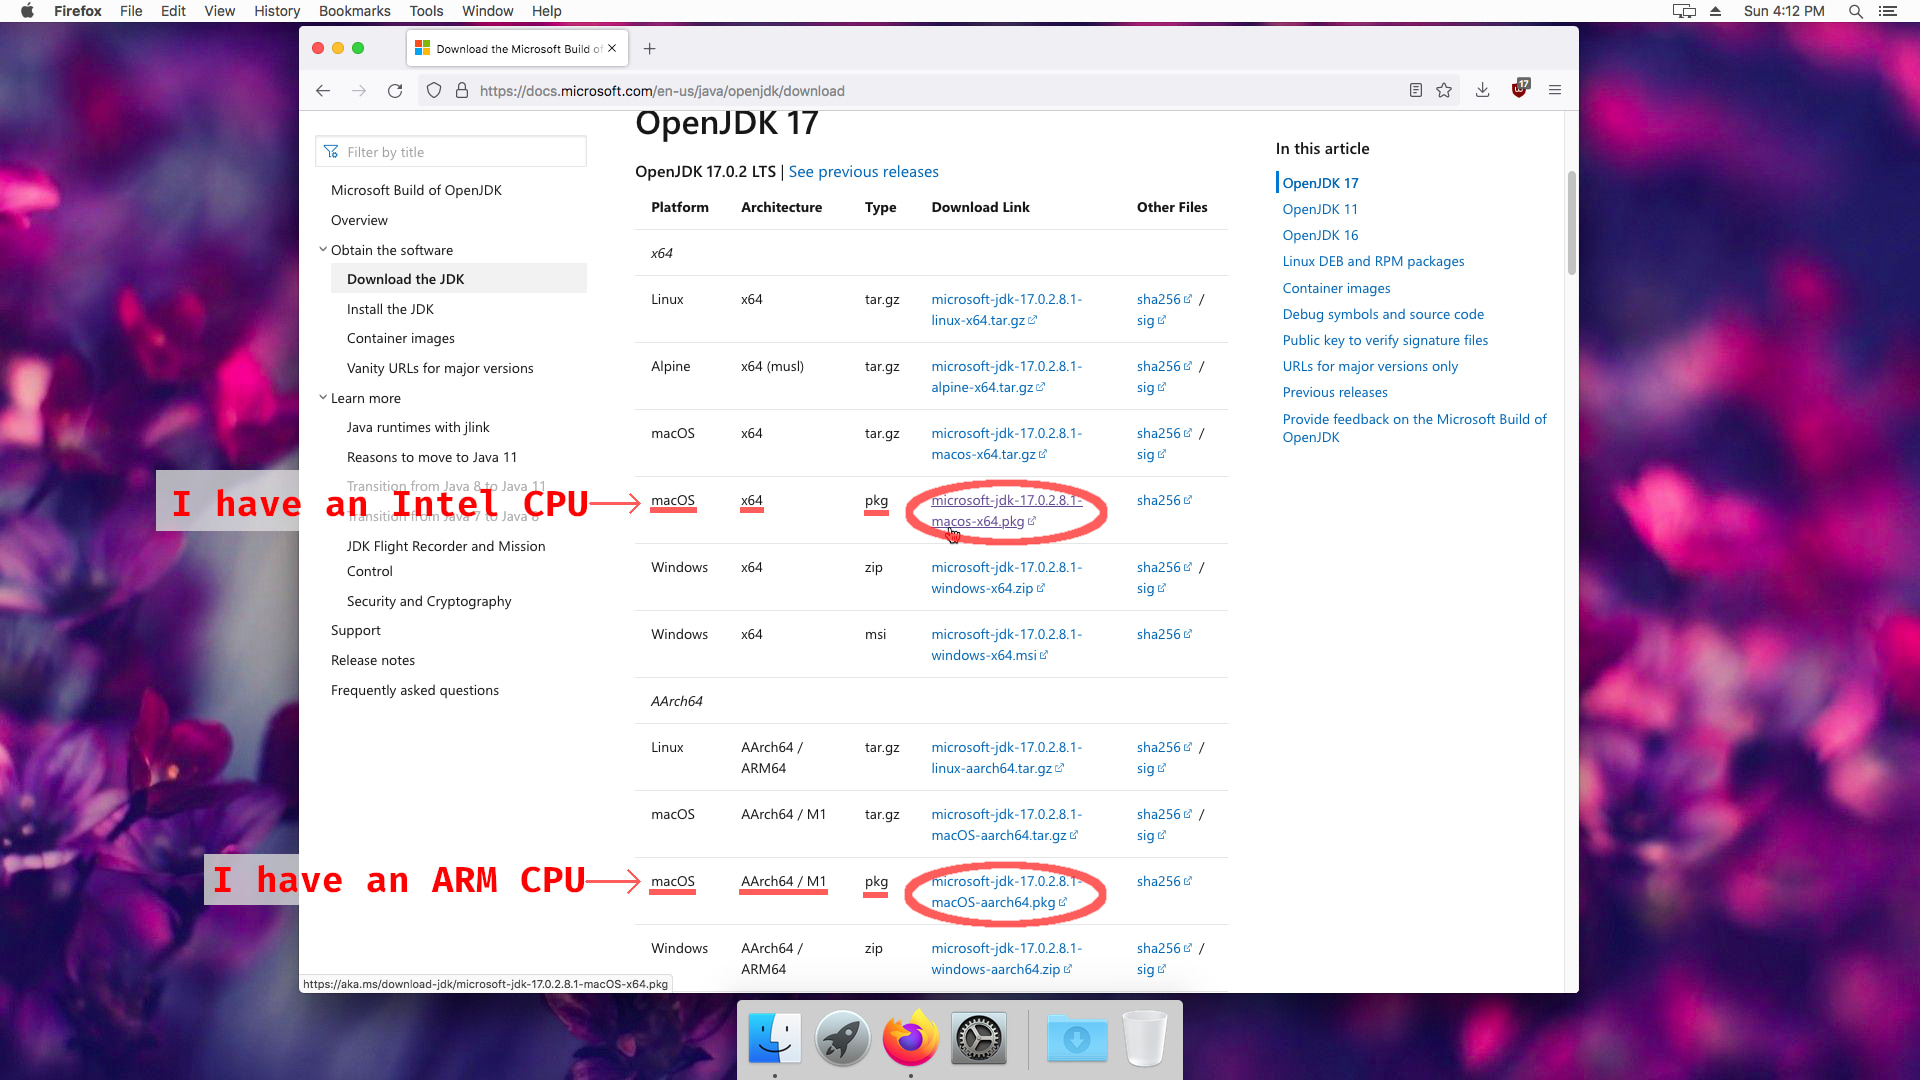 Firefox File Edit View History Bookmarks Tools Window Help
Sun 4:12 PM
Download the Microsoft Build of
https://docs.microsoft.com/en-us/java/openjdk/download
17
Filter by title
Microsoft Build of OpenJDK
Overview
Obtain the software
Download the JDK
Install the JDK
Container images
Vanity URLs for major versions
Learn more
Java runtimes with jlink
Reasons to move to Java 11
Transition from Java 8 to Java 11
Transition from Java 7 to Java 8
JDK Flight Recorder and Mission
Control
Security and Cryptography
Support
Release notes
Frequently asked questions
I have an Intel CPU
I have an ARM CPU
OpenJDK 17
OpenJDK 17.0.2 LTS | See previous releases
Platform Architecture Type Download Link Other Files
x64
Linux x64 tar.gz microsoft-jdk-17.0.2.8.1- sha256 /
linux-x64.tar.gz sig
Alpine x64 (musl) tar.gz microsoft-jdk-17.0.2.8.1- sha256 /
alpine-x64.tar.gz sig
macOS x64 tar.gz microsoft-jdk-17.0.2.8.1- sha256 /
macos-x64.tar.gz sig
macOS x64 pkg microsoft-jdk-17.0.2.8.1- sha256
macos-x64.pkg
Windows x64 zip microsoft-jdk-17.0.2.8.1- sha256 /
windows-x64.zip sig
Windows x64 msi microsoft-jdk-17.0.2.8.1- sha256
windows-x64.msi
AArch64
Linux AArch64 / tar.gz microsoft-jdk-17.0.2.8.1- sha256 /
ARM64 linux-aarch64.tar.gz sig
macOS AArch64 / M1 tar.gz microsoft-jdk-17.0.2.8.1- sha256 /
macOS-aarch64.tar.gz sig
macOS AArch64 / M1 pkg microsoft-jdk-17.0.2.8.1- sha256
macOS-aarch64.pkg
Windows AArch64 / zip microsoft-jdk-17.0.2.8.1- sha256 /
ARM64 windows-aarch64.zip sig
In this article
OpenJDK 17
OpenJDK 11
OpenJDK 16
Linux DEB and RPM packages
Container images
Debug symbols and source code
Public key to verify signature files
URLs for major versions only
Previous releases
Provide feedback on the Microsoft Build of
OpenJDK
https://aka.ms/download-jdk/microsoft-jdk-17.0.2.8.1-macOS-x64.pkg